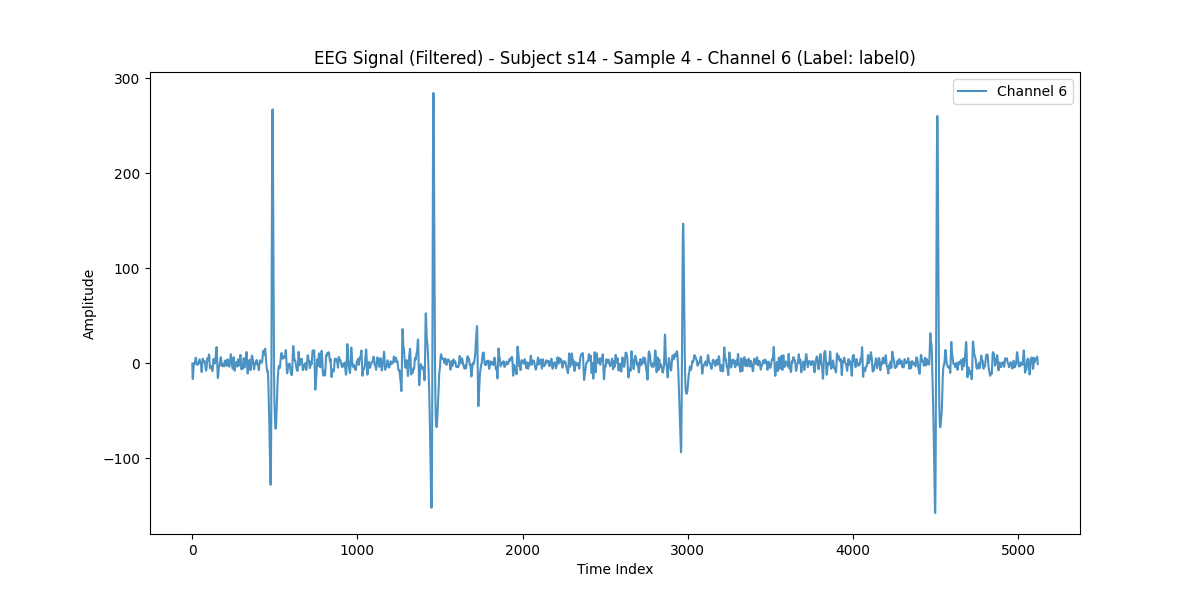 EEG Signal (Filtered) - Subject s14 - Sample 4 - Channel 6 (Label: label0)
Channel 6
300
200
100
0
−100
Amplitude
0 1000 2000 3000 4000 5000
Time Index